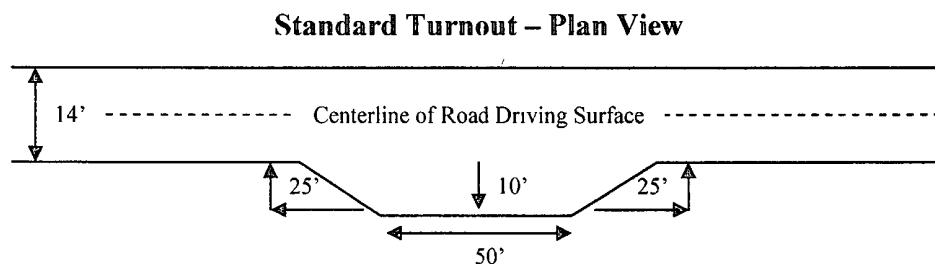 Standard Turnout – Plan View
14’
Centerline of Road Driving Surface
25’
10’
25’
50’